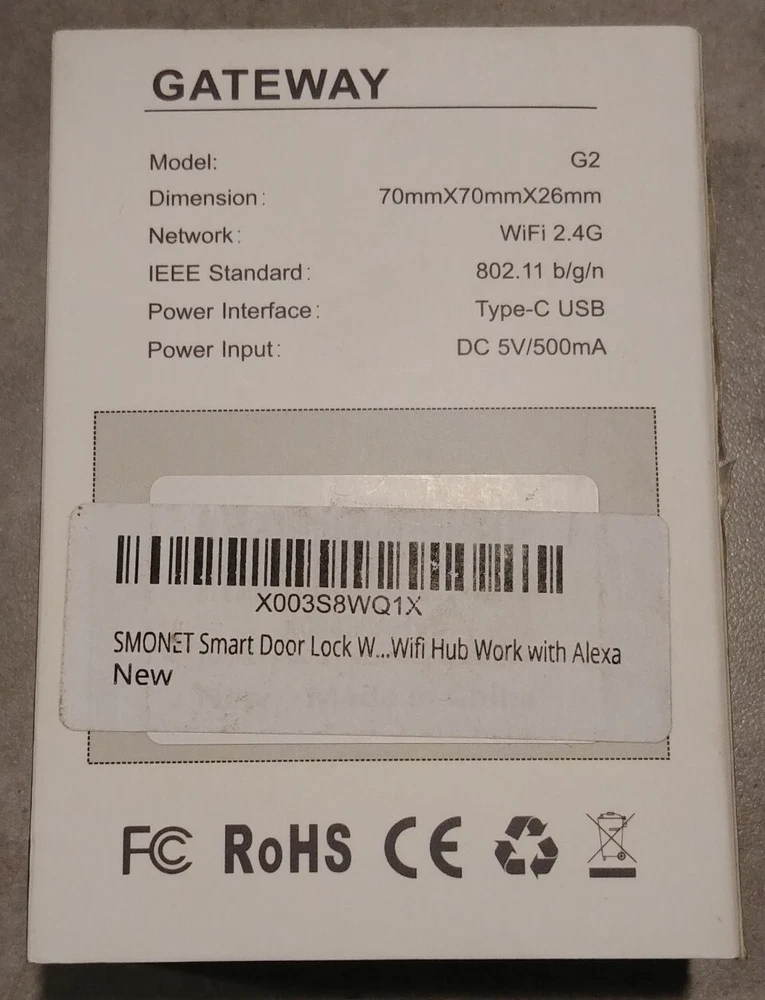 GATEWAY
Model: G2
Dimension: 70mmX70mmX26mm
Network: WiFi 2.4G
IEEE Standard: 802.11 b/g/n
Power Interface: Type-C USB
Power Input: DC 5V/500mA
X003S8WQ1X
SMONET Smart Door Lock W...Wifi Hub Work with Alexa
New
FC RoHS CE